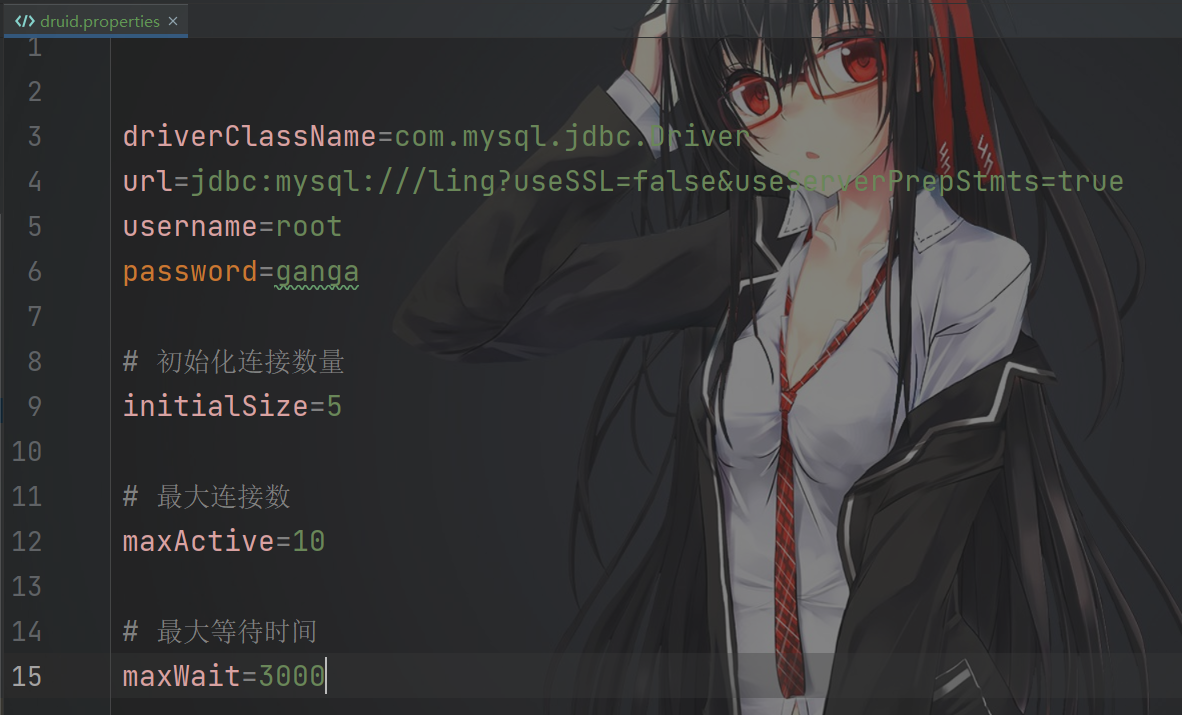 druid.properties
1
2
3 driverClassName=com.mysql.jdbc.Driver
4 url=jdbc:mysql:///ling?useSSL=false&useServerPrepStmts=true
5 username=root
6 password=ganga
7
8 # 初始化连接数量
9 initialSize=5
10
11 # 最大连接数
12 maxActive=10
13
14 # 最大等待时间
15 maxWait=3000